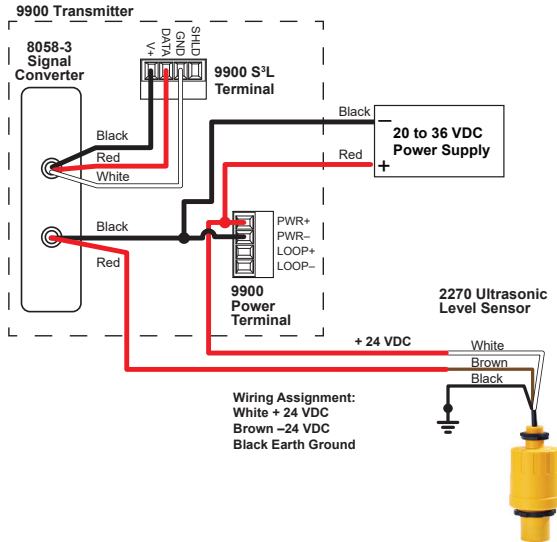 9900 Transmitter
8058-3
Signal
Converter
V+
DATA
GND
SHLD
9900 S³L
Terminal
Black
Red
White
Black
Red
Black
Red
–
+
20 to 36 VDC
Power Supply
PWR+
PWR–
LOOP+
LOOP–
9900
Power
Terminal
2270 Ultrasonic
Level Sensor
+ 24 VDC
White
Brown
Black
Wiring Assignment:
White + 24 VDC
Brown –24 VDC
Black Earth Ground